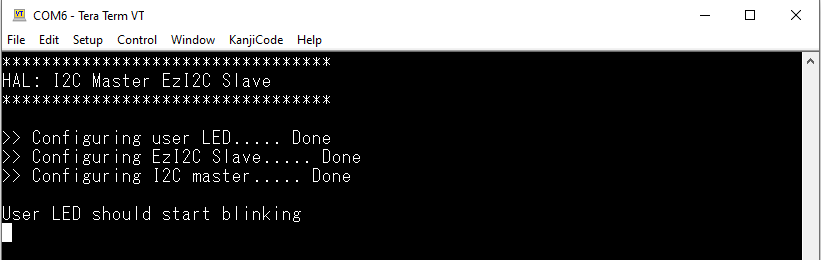 COM6 - Tera Term VT
File Edit Setup Control Window KanjiCode Help
*********************************
HAL: I2C Master EzI2C Slave
*********************************
>> Configuring user LED..... Done
>> Configuring EzI2C Slave..... Done
>> Configuring I2C master..... Done
User LED should start blinking